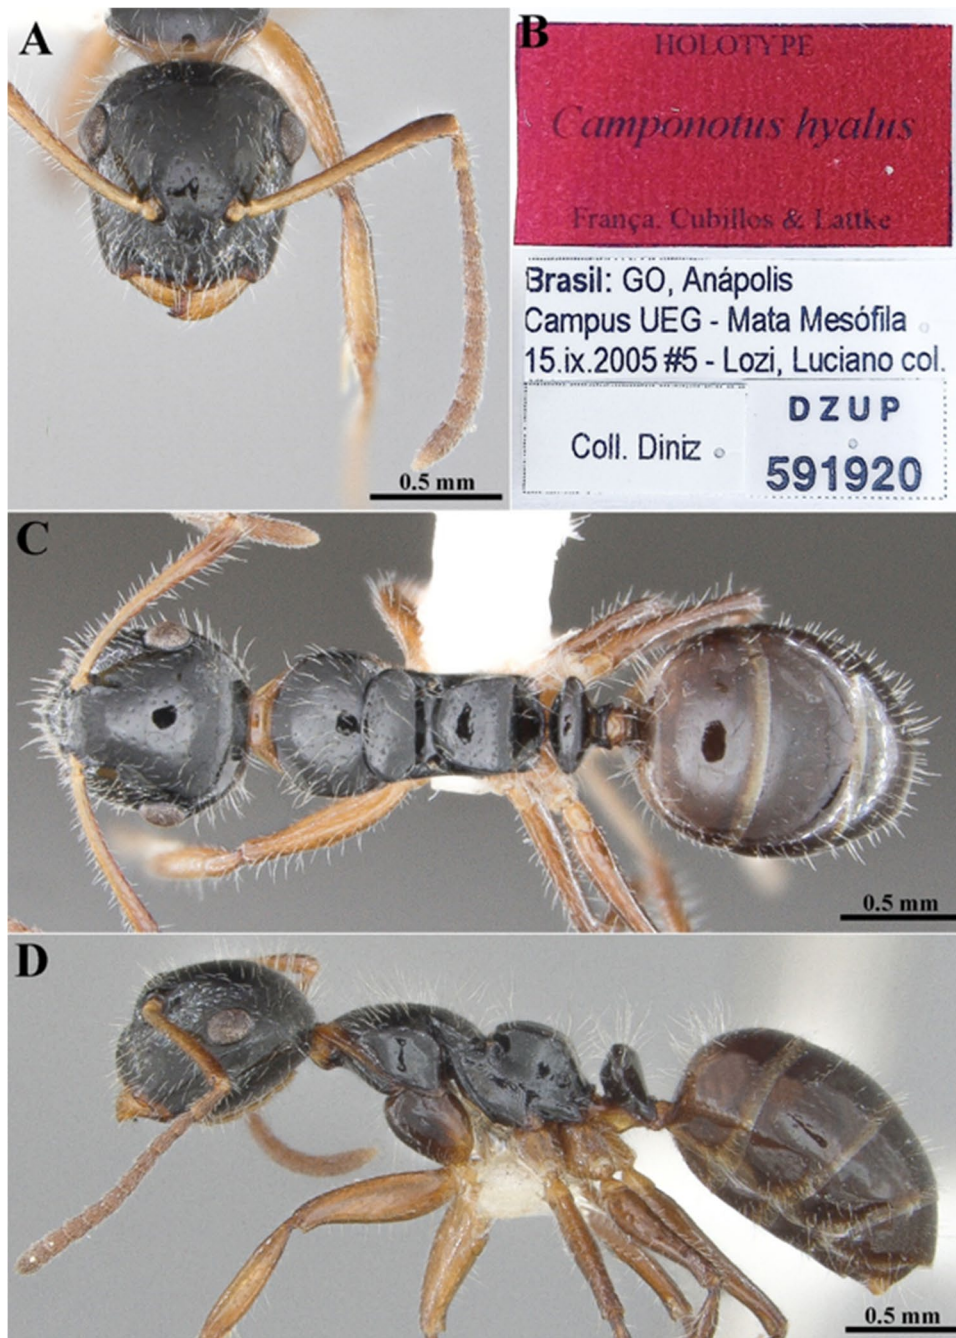 A
0.5 mm
B
HOLOTYPE
Camponotus hyalus
França, Cubillos & Lattke
Brasil: GO, Anápolis
Campus UEG - Mata Mesófila
15.ix.2005 #5 - Lozi, Luciano col.
Coll. Diniz
DZUP
591920
C
0.5 mm
D
0.5 mm